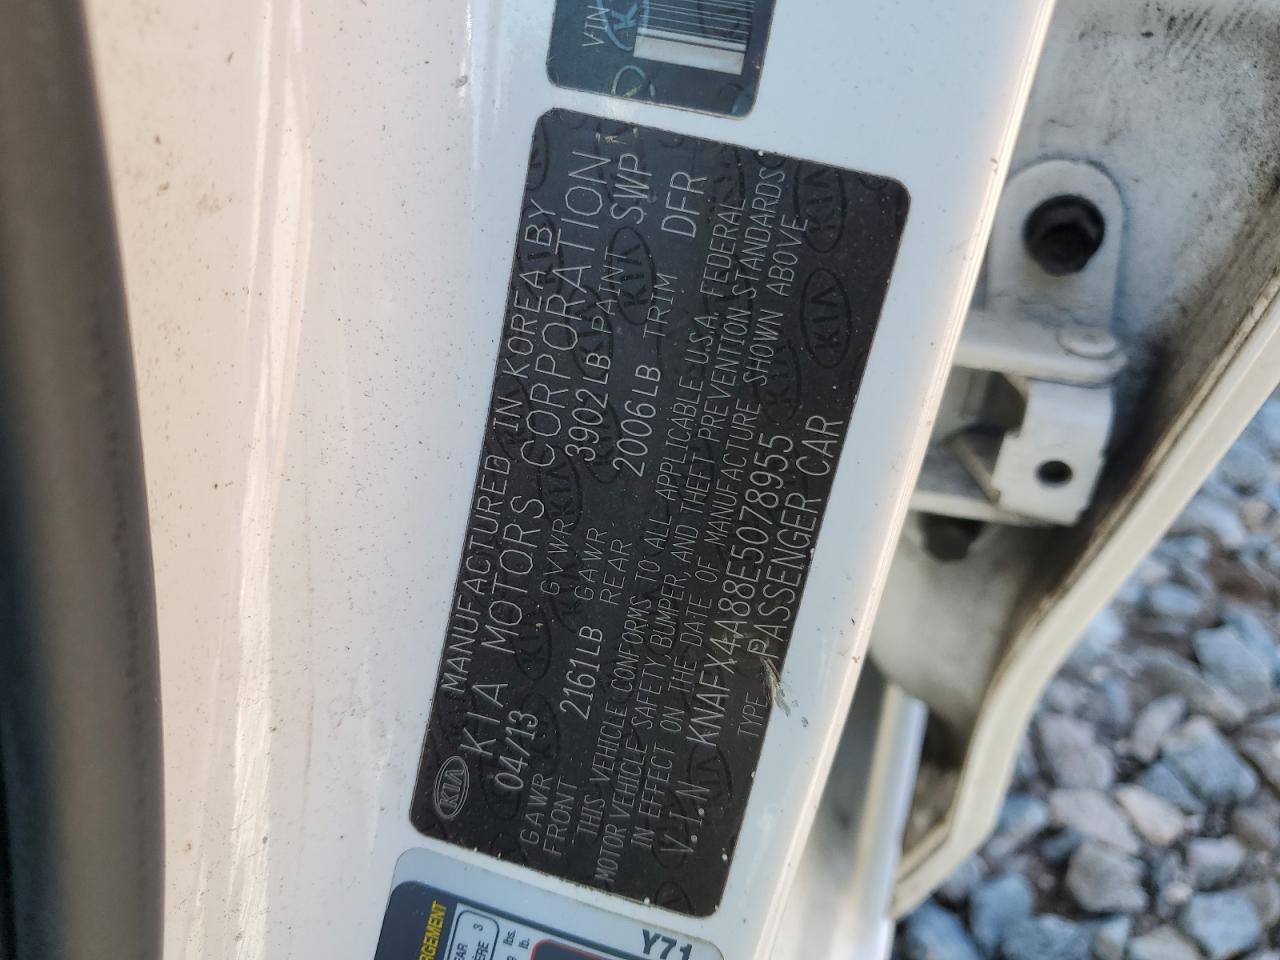 VIN
KIA
MANUFACTURED IN KOREA BY
KIA MOTORS CORPORATION
04/13 GVWR 3902LB PAINT SWP
GAWR FRONT 2161LB GAWR REAR 2006LB TRIM DFR
THIS VEHICLE CONFORMS TO ALL APPLICABLE U.S.A. FEDERAL
MOTOR VEHICLE SAFETY, BUMPER, AND THEFT PREVENTION STANDARDS
IN EFFECT ON THE DATE OF MANUFACTURE SHOWN ABOVE
V.I.N KNAFX4A88E5078955
TYPE PASSENGER CAR
Y71